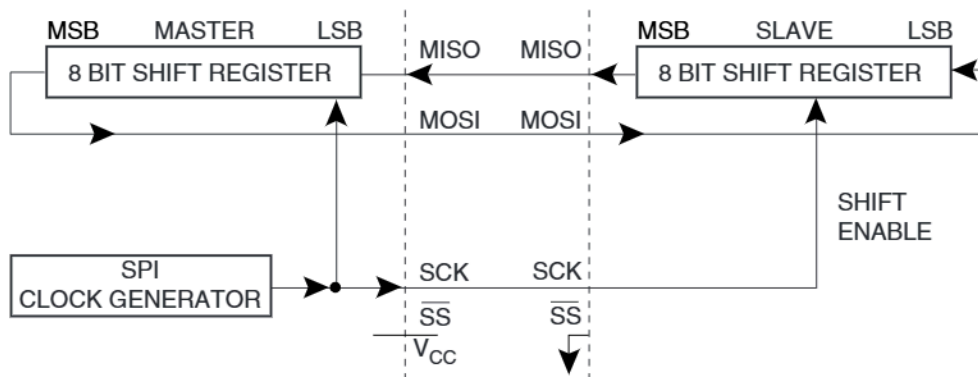 MSB MASTER LSB
8 BIT SHIFT REGISTER
MISO MISO
MSB SLAVE LSB
8 BIT SHIFT REGISTER
MOSI MOSI
SHIFT
ENABLE
SPI
CLOCK GENERATOR
SCK SCK
SS SS
VCC